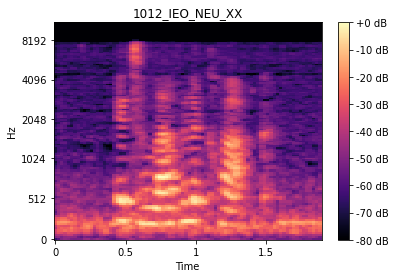 1012_IEO_NEU_XX
+0 dB
8192
-10 dB
4096
-20 dB
-30 dB
2048
Hz
-40 dB
1024
-50 dB
512
-60 dB
-70 dB
0
-80 dB
0 0.5 1 1.5
Time